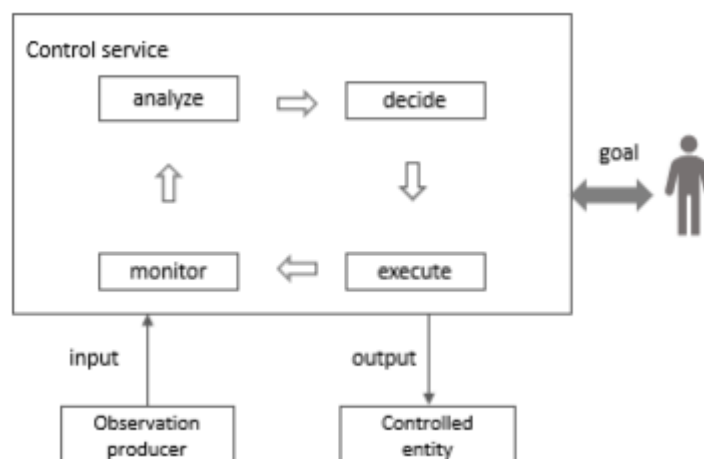 Control service
analyze
decide
goal
monitor
execute
input
output
Observation
producer
Controlled
entity